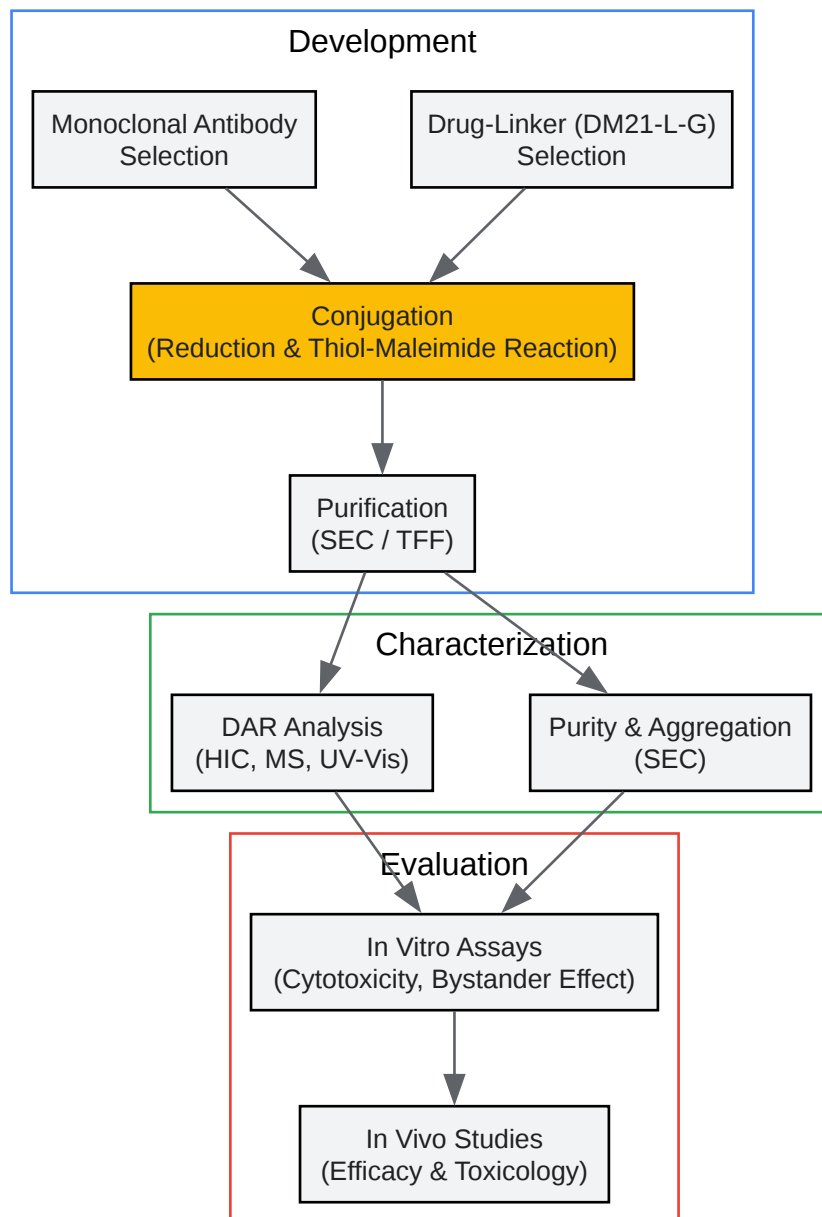 Development
Monoclonal Antibody
Selection
Drug-Linker (DM21-L-G)
Selection
Conjugation
(Reduction & Thiol-Maleimide Reaction)
Purification
(SEC / TFF)
Characterization
DAR Analysis
(HIC, MS, UV-Vis)
Purity & Aggregation
(SEC)
Evaluation
In Vitro Assays
(Cytotoxicity, Bystander Effect)
In Vivo Studies
(Efficacy & Toxicology)